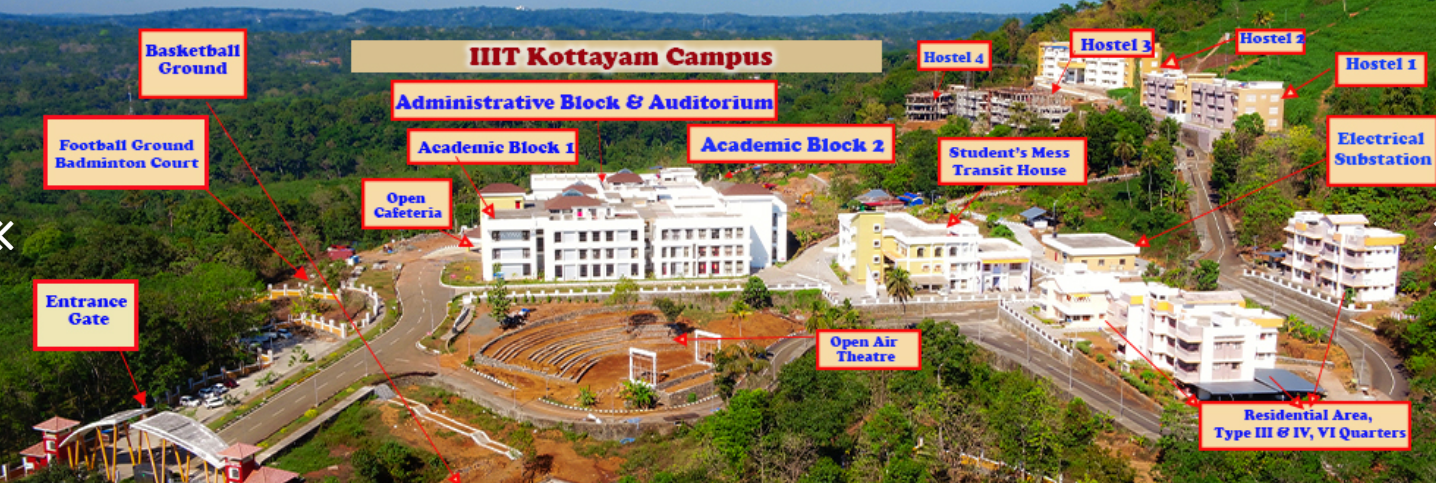 IIIT Kottayam Campus
Basketball
Ground
Hostel 4
Hostel 3
Hostel 2
Hostel 1
Administrative Block & Auditorium
Football Ground
Badminton Court
Academic Block 1
Academic Block 2
Student's Mess
Transit House
Electrical
Substation
Open
Cafeteria
Entrance
Gate
Open Air
Theatre
Residential Area,
Type III & IV, VI Quarters